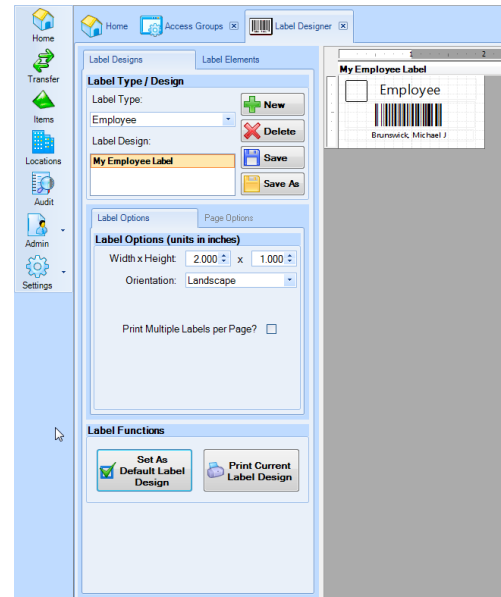 Home
Transfer
Items
Locations
Audit
Admin
Settings
Home Access Groups Label Designer
Label Designs Label Elements
Label Type / Design
Label Type:
Employee
Label Design:
My Employee Label
New
Delete
Save
Save As
Label Options Page Options
Label Options (units in inches)
Width x Height: 2.000 x 1.000
Orientation: Landscape
Print Multiple Labels per Page?
Label Functions
Set As
Default Label
Design
Print Current
Label Design
1 2
My Employee Label
Employee
Brunswick, Michael J